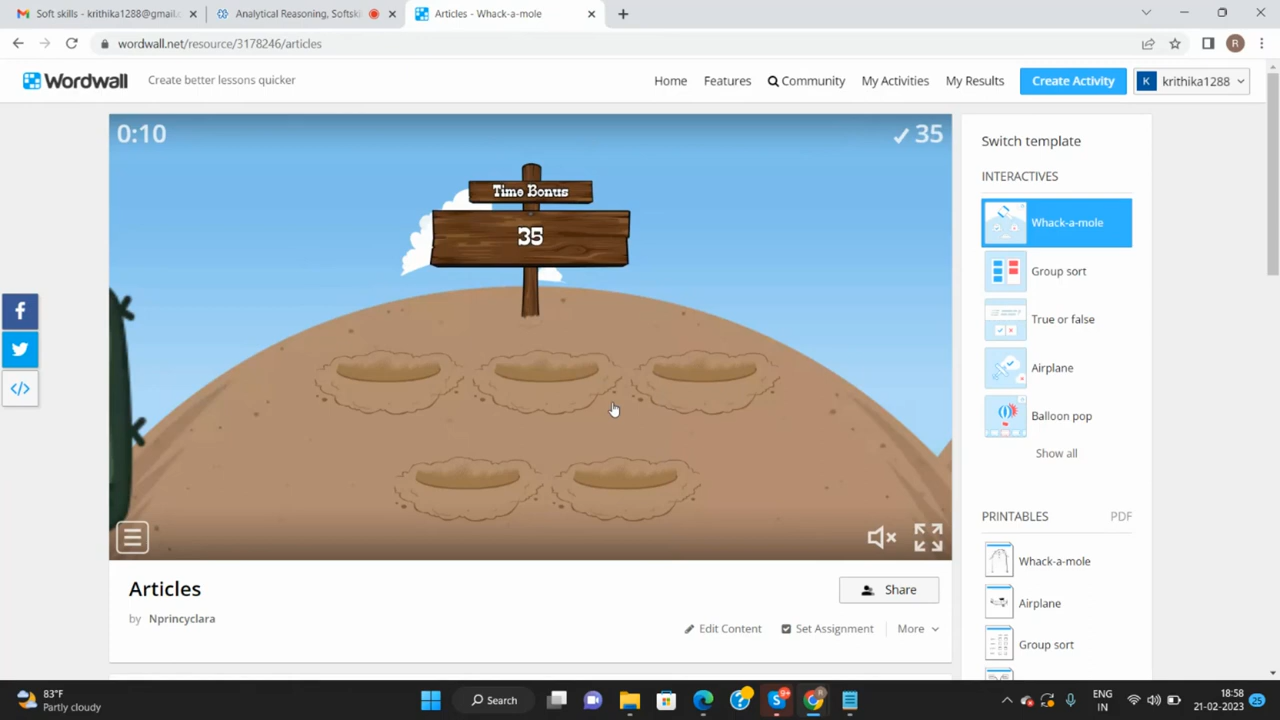 Soft skills - krithika1288@gmail.c
Analytical Reasoning, Softskil
Articles - Whack-a-mole
wordwall.net/resource/3178246/articles
R
Wordwall
Create better lessons quicker
Home
Features
Community
My Activities
My Results
Create Activity
K
krithika1288
0:10
35
Time Bonus
35
Switch template
INTERACTIVES
Whack-a-mole
Group sort
True or false
Airplane
Balloon pop
Show all
PRINTABLES
PDF
Whack-a-mole
Airplane
Group sort
Articles
Share
by Nprincyclara
Edit Content
Set Assignment
More
83°F
Partly cloudy
Search
9+
R
ENG
IN
18:58
21-02-2023
25